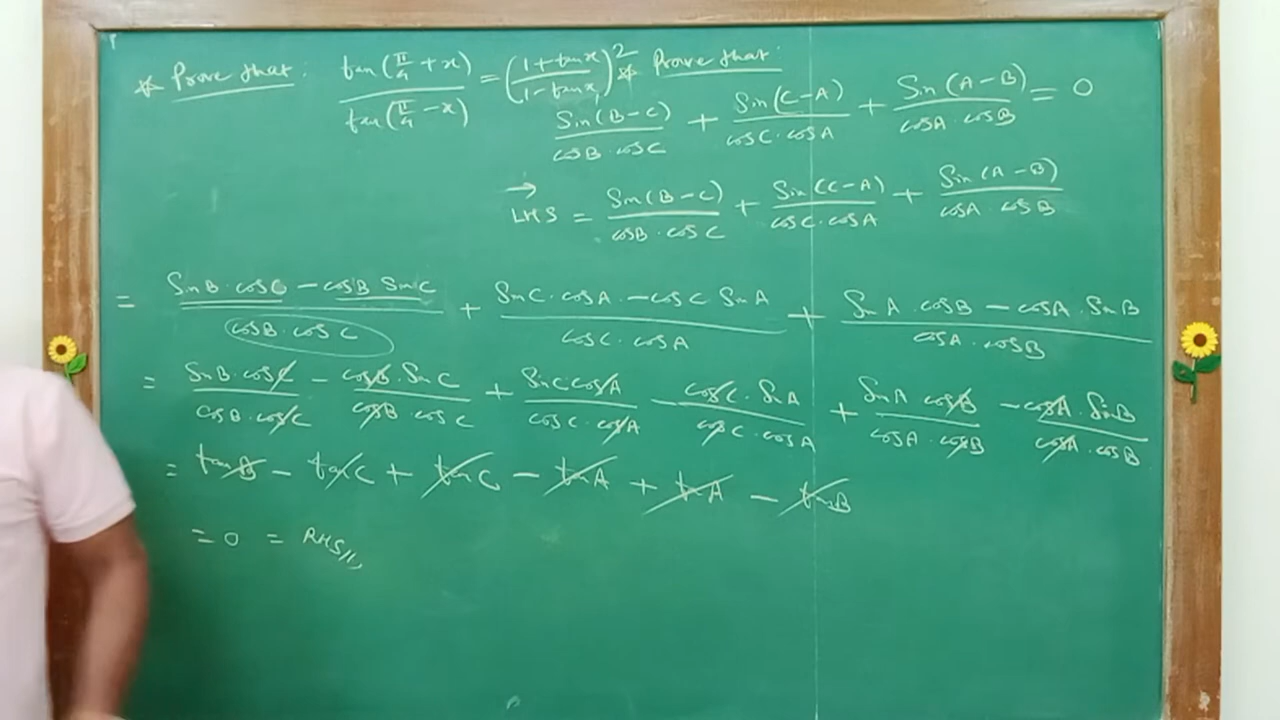 * Prove that: tan(π/4 + x) / tan(π/4 - x) = ((1 + tan x) / (1 - tan x))^2
* Prove that: Sin(B - C) / cosB · cosC + Sin(C - A) / cosC · cosA + Sin(A - B) / cosA · cosB = 0
→ LHS = Sin(B - C) / cosB · cosC + Sin(C - A) / cosC · cosA + Sin(A - B) / cosA · cosB
= SinB · cosC - cosB SinC / cosB · cosC + SinC · cosA - cosC SinA / cosC · cosA + SinA · cosB - cosA · SinB / cosA · cosB
= SinB · cosC / cosB · cosC - cosB · SinC / cosB cosC + SinC cosA / cosC · cosA - cosC · SinA / cosC · cosA + SinA cosB / cosA · cosB - cosA · SinB / cosA · cosB
= tanB - tanC + tanC - tanA + tanA - tanB
= 0 = RHS//,